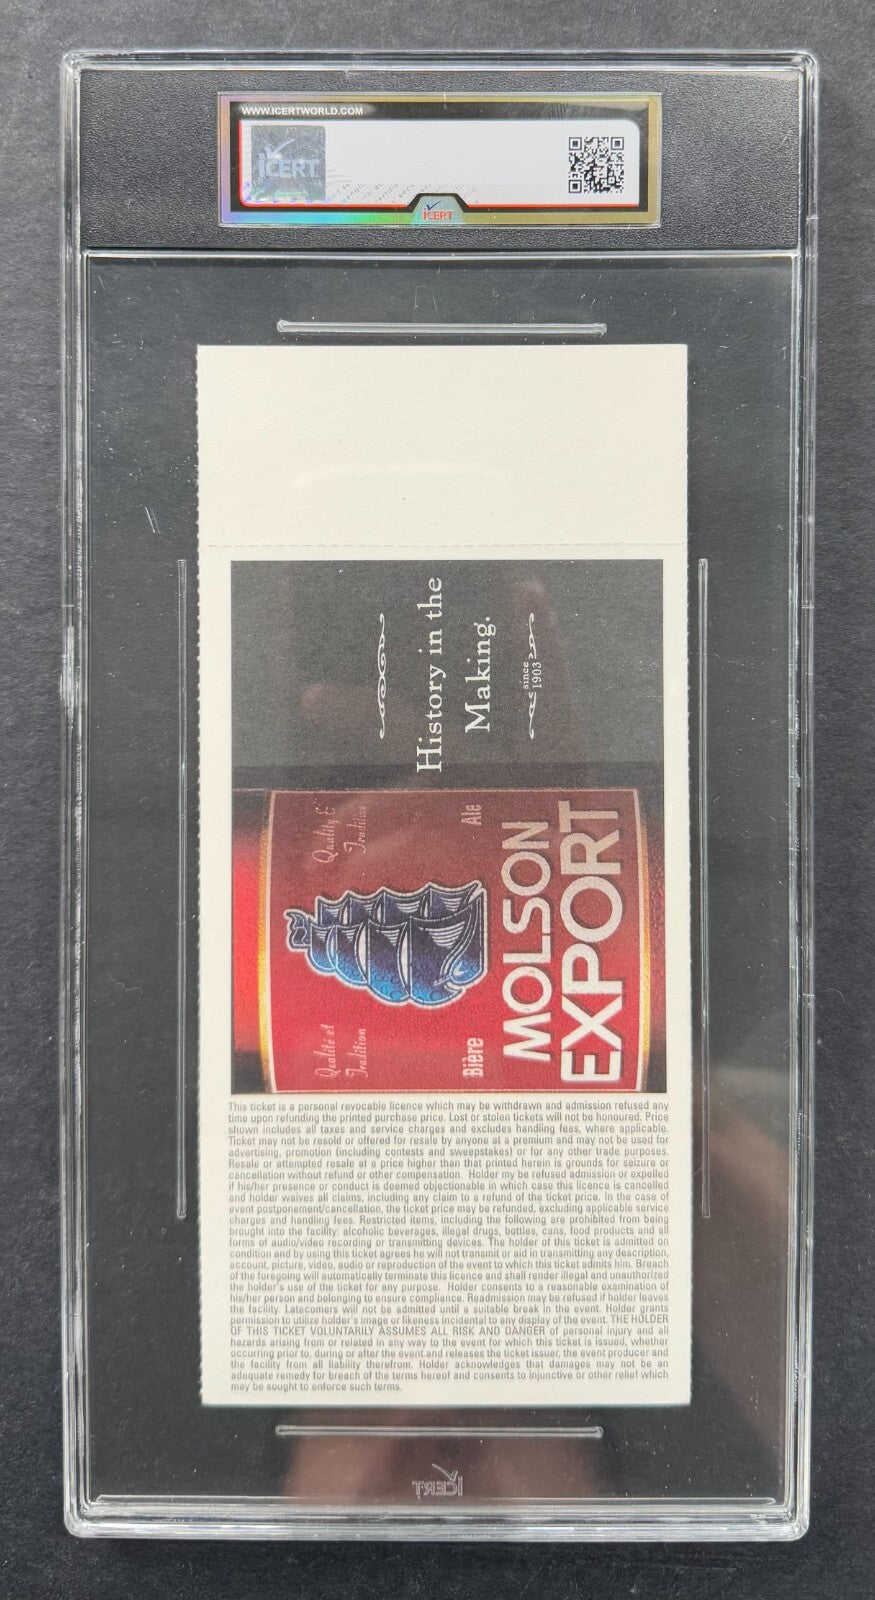 WWW.ICERTWORLD.COM
iCERT
iCERT
History in the
Making.
since
1903
Quality &
Tradition
Ale
MOLSON
EXPORT
Qualité et
Tradition
Bière
This ticket is a personal revocable licence which may be withdrawn and admission refused any
time upon refunding the printed purchase price. Lost or stolen tickets will not be honoured. Price
shown includes all taxes and service charges and excludes handling fees, where applicable.
Ticket may not be resold or offered for resale by anyone at a premium and may not be used for
advertising, promotion (including contests and sweepstakes) or for any other trade purposes.
Resale or attempted resale at a price higher than that printed herein is grounds for seizure or
cancellation without refund or other compensation. Holder my be refused admission or expelled
if his/her presence or conduct is deemed objectionable in which case this licence is cancelled
and holder waives all claims, including any claim to a refund of the ticket price. In the case of
event postponement/cancellation, the ticket price may be refunded, excluding applicable service
charges and handling fees. Restricted items, including the following are prohibited from being
brought into the facility: alcoholic beverages, illegal drugs, bottles, cans, food products and all
forms of audio/video recording or transmitting devices. The holder of this ticket is admitted on
condition and by using this ticket agrees he will not transmit or aid in transmitting any description,
account, picture, video, audio or reproduction of the event to which this ticket admits him. Breach
of the foregoing will automatically terminate this licence and shall render illegal and unauthorized
the holder's use of the ticket for any purpose. Holder consents to a reasonable examination of
his/her person and belonging to ensure compliance. Readmission may be refused if holder leaves
the facility. Latecomers will not be admitted until a suitable break in the event. Holder grants
permission to utilize holder's image or likeness incidental to any display of the event. THE HOLDER
OF THIS TICKET VOLUNTARILY ASSUMES ALL RISK AND DANGER of personal injury and all
hazards arising from or related in any way to the event for which this ticket is issued, whether
occurring prior to, during or after the event.and releases the ticket issuer, the event producer and
the facility from all liability therefrom. Holder acknowledges that damages may not be an
adequate remedy for breach of the terms hereof and consents to injunctive or other relief which
may be sought to enforce such terms.
iCERT